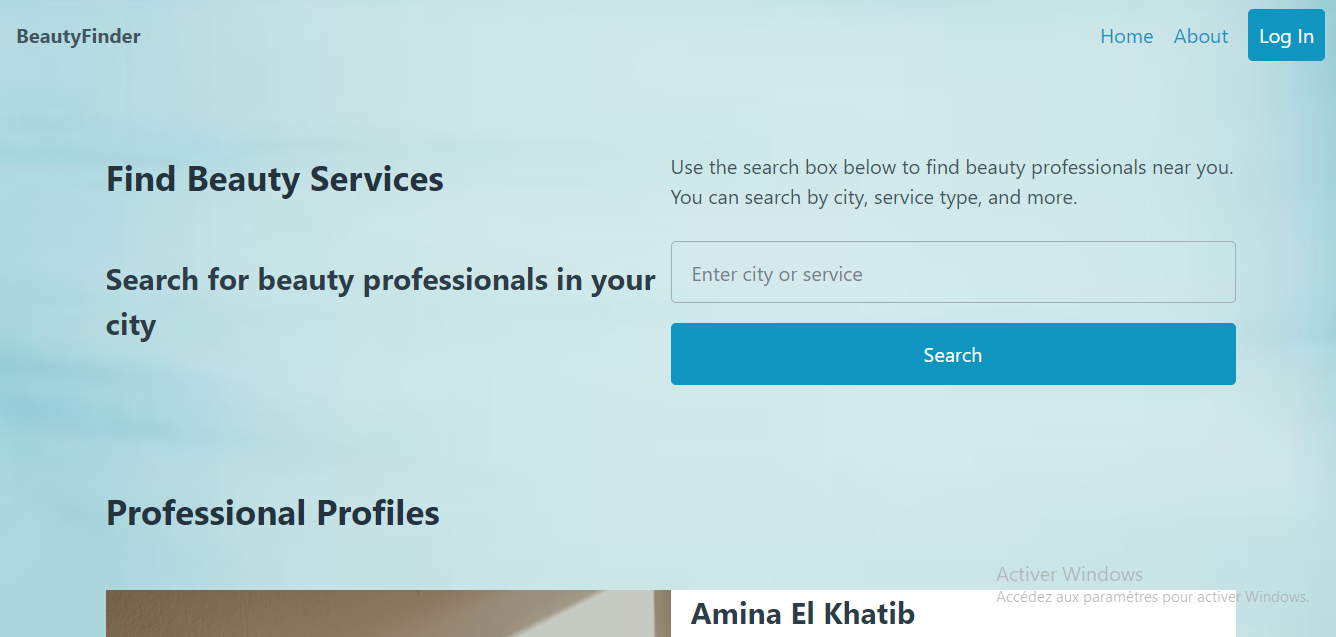 BeautyFinder
Home
About
Log In
Find Beauty Services
Search for beauty professionals in your
city
Use the search box below to find beauty professionals near you.
You can search by city, service type, and more.
Enter city or service
Search
Professional Profiles
Amina El Khatib
Activer Windows
Accédez aux paramètres pour activer Windows.